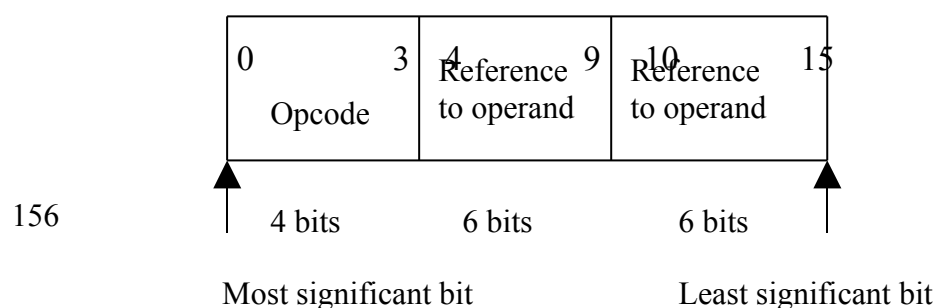 0 3 4 9 10 15
Opcode
Reference
to operand
Reference
to operand
156
4 bits 6 bits 6 bits
Most significant bit Least significant bit